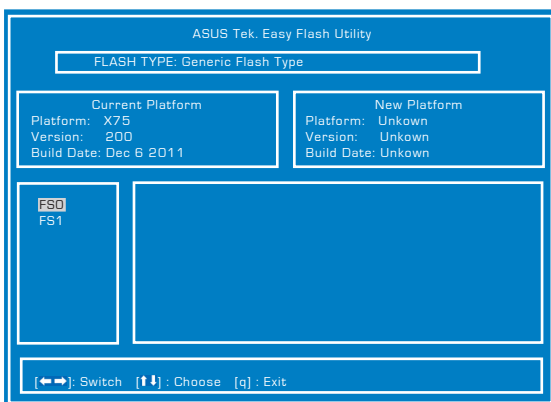 ASUS Tek. Easy Flash Utility
FLASH TYPE: Generic Flash Type
Current Platform
Platform: X75
Version: 200
Build Date: Dec 6 2011
New Platform
Platform: Unkown
Version: Unkown
Build Date: Unkown
FS0
FS1
[⬅➡]: Switch [⬆⬇] : Choose [q] : Exit